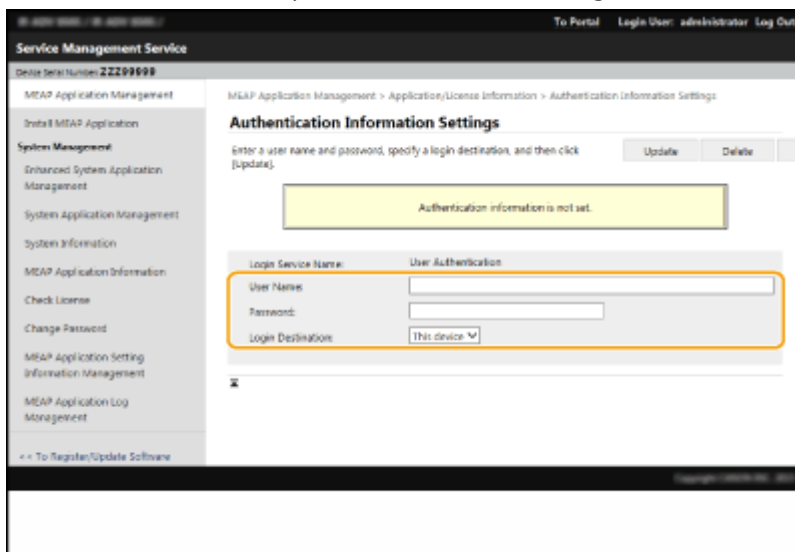 To Portal Login User: administrator Log Out
Service Management Service
Device Serial Number: ZZZ99999
MEAP Application Management
Install MEAP Application
System Management
Enhanced System Application
Management
System Application Management
System Information
MEAP Application Information
Check License
Change Password
MEAP Application Setting
Information Management
MEAP Application Log
Management
<< To Register/Update Software
MEAP Application Management > Application/License Information > Authentication Information Settings
Authentication Information Settings
Enter a user name and password, specify a login destination, and then click
[Update].
Update Delete
Authentication information is not set.
Login Service Name: User Authentication
User Name:
Password:
Login Destination: This device